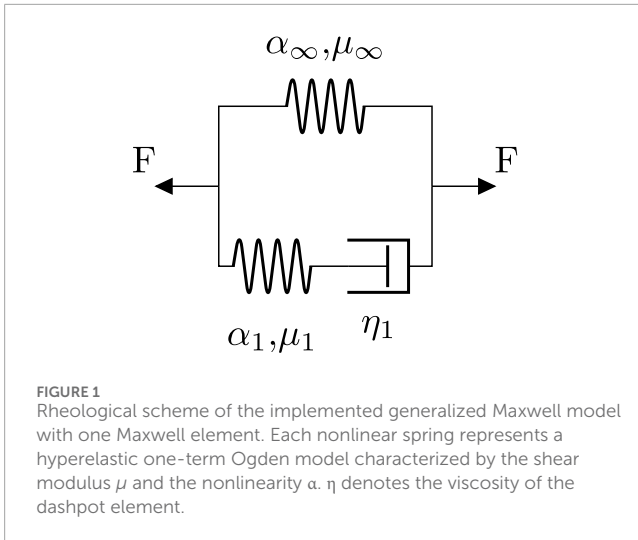 α∞,μ∞
F
F
α1,μ1
η1
FIGURE 1
Rheological scheme of the implemented generalized Maxwell model
with one Maxwell element. Each nonlinear spring represents a
hyperelastic one-term Ogden model characterized by the shear
modulus μ and the nonlinearity α. η denotes the viscosity of the
dashpot element.